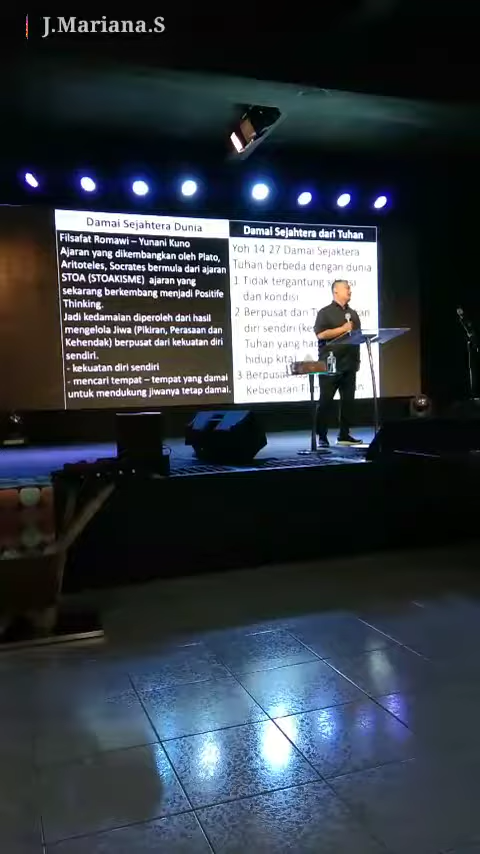 J.Mariana.S
Damai Sejahtera Dunia
Filsafat Romawi – Yunani Kuno
Ajaran yang dikembangkan oleh Plato,
Aritoteles, Socrates bermula dari ajaran
STOA (STOAKISME) ajaran yang
sekarang berkembang menjadi Positife
Thinking.
Jadi kedamaian diperoleh dari hasil
mengelola Jiwa (Pikiran, Perasaan dan
Kehendak) berpusat dari kekuatan diri
sendiri.
- kekuatan diri sendiri
- mencari tempat – tempat yang damai
untuk mendukung jiwanya tetap damai.
Damai Sejahtera dari Tuhan
Yoh 14 27 Damai Sejaktera
Tuhan berbeda dengan dunia
1 Tidak tergantung
dan kondisi
2 Berpusat dan
diri sendiri
Tuhan yang
hidup kita
3 Berpusat
Kebenaran